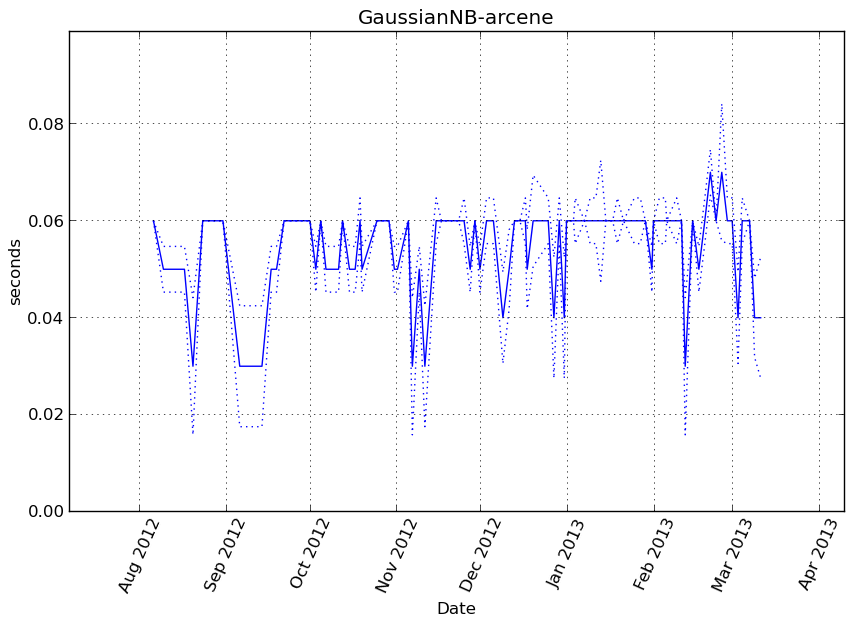 GaussianNB-arcene
seconds
0.08
0.06
0.04
0.02
0.00
Aug 2012
Sep 2012
Oct 2012
Nov 2012
Dec 2012
Jan 2013
Feb 2013
Mar 2013
Apr 2013
Date